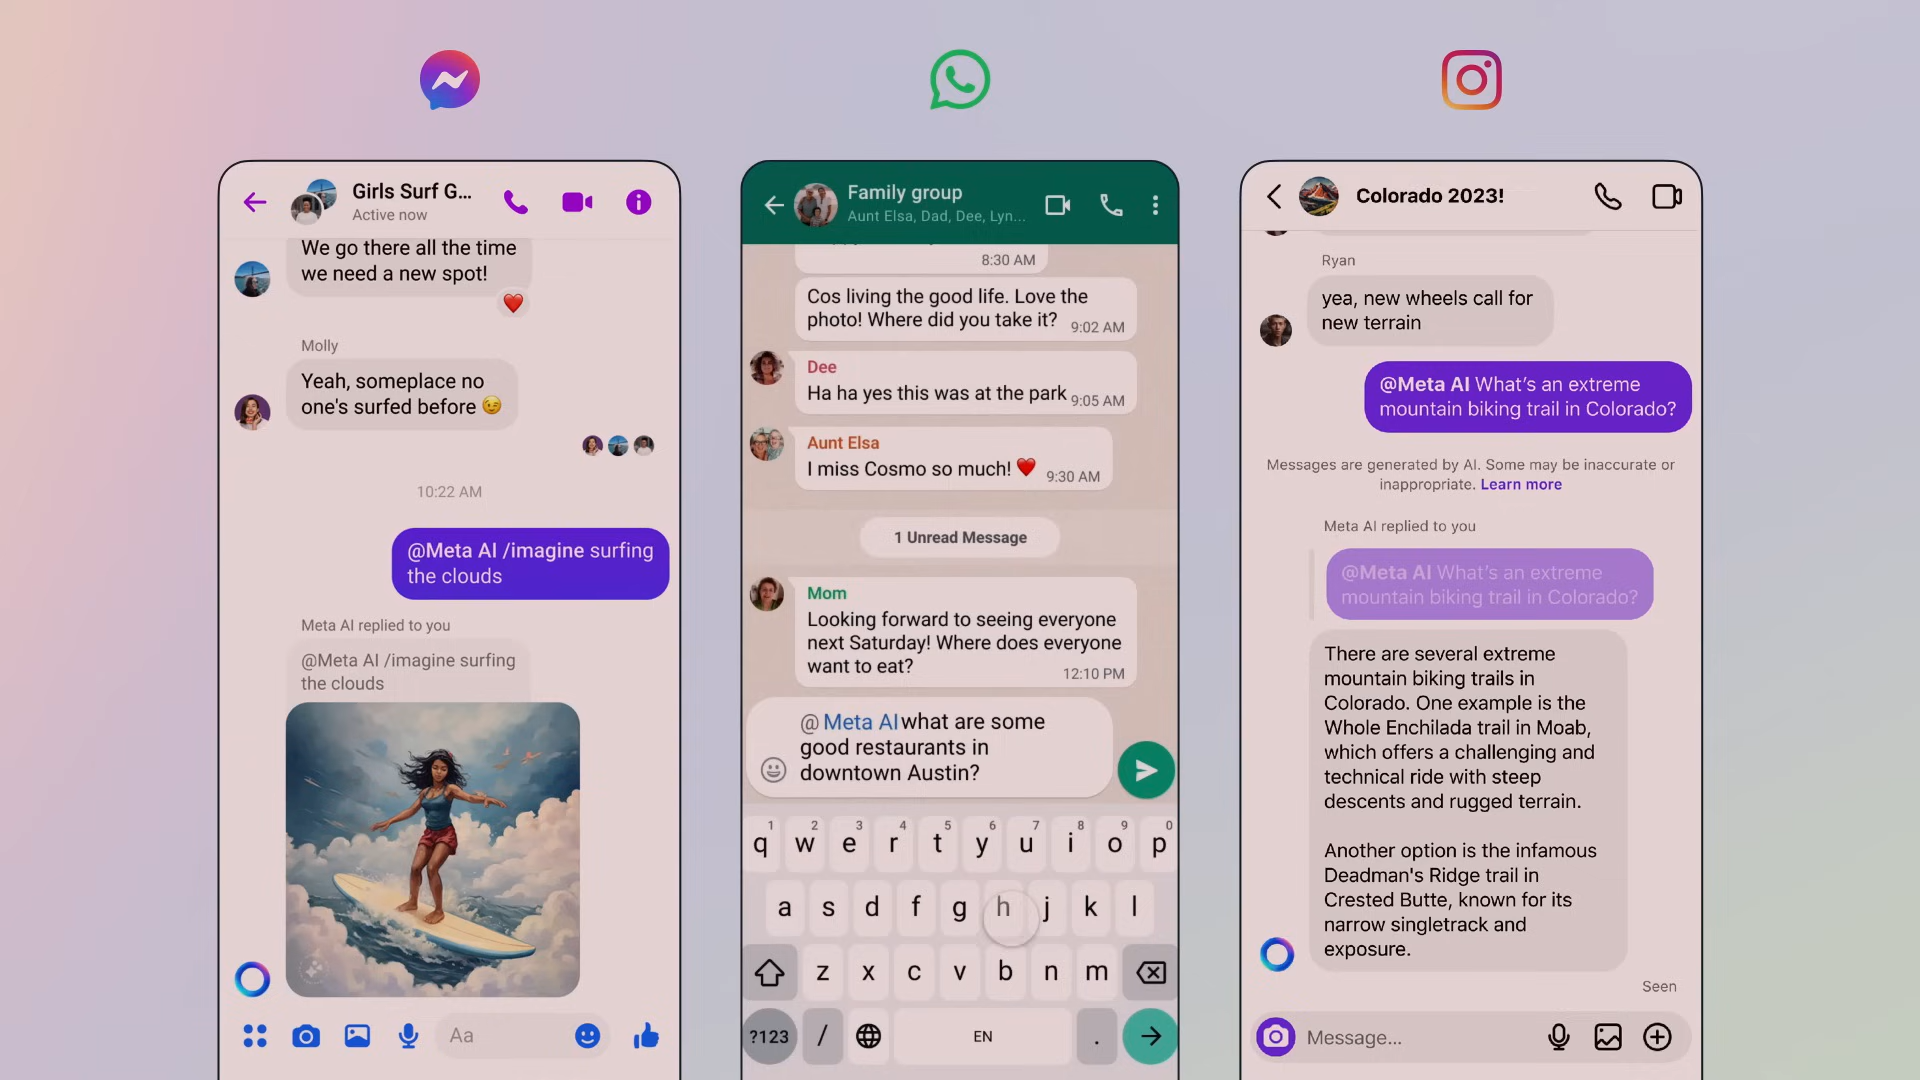 Girls Surf G...
Active now
We go there all the time
we need a new spot!
Molly
Yeah, someplace no
one's surfed before 😉
10:22 AM
@Meta AI /imagine surfing
the clouds
Meta AI replied to you
@Meta AI /imagine surfing
the clouds
Aa
Family group
Aunt Elsa, Dad, Dee, Lyn...
8:30 AM
Cos living the good life. Love the
photo! Where did you take it? 9:02 AM
Dee
Ha ha yes this was at the park 9:05 AM
Aunt Elsa
I miss Cosmo so much! ❤️ 9:30 AM
1 Unread Message
Mom
Looking forward to seeing everyone
next Saturday! Where does everyone
want to eat?
12:10 PM
@ Meta AI what are some
good restaurants in
downtown Austin?
1 2 3 4 5 6 7 8 9 0
q w e r t y u i o p
a s d f g h j k l
z x c v b n m
?123 / EN .
Colorado 2023!
Ryan
yea, new wheels call for
new terrain
@Meta AI What's an extreme
mountain biking trail in Colorado?
Messages are generated by AI. Some may be inaccurate or
inappropriate. Learn more
Meta AI replied to you
@Meta AI What's an extreme
mountain biking trail in Colorado?
There are several extreme
mountain biking trails in
Colorado. One example is the
Whole Enchilada trail in Moab,
which offers a challenging and
technical ride with steep
descents and rugged terrain.
Another option is the infamous
Deadman's Ridge trail in
Crested Butte, known for its
narrow singletrack and
exposure.
Seen
Message...